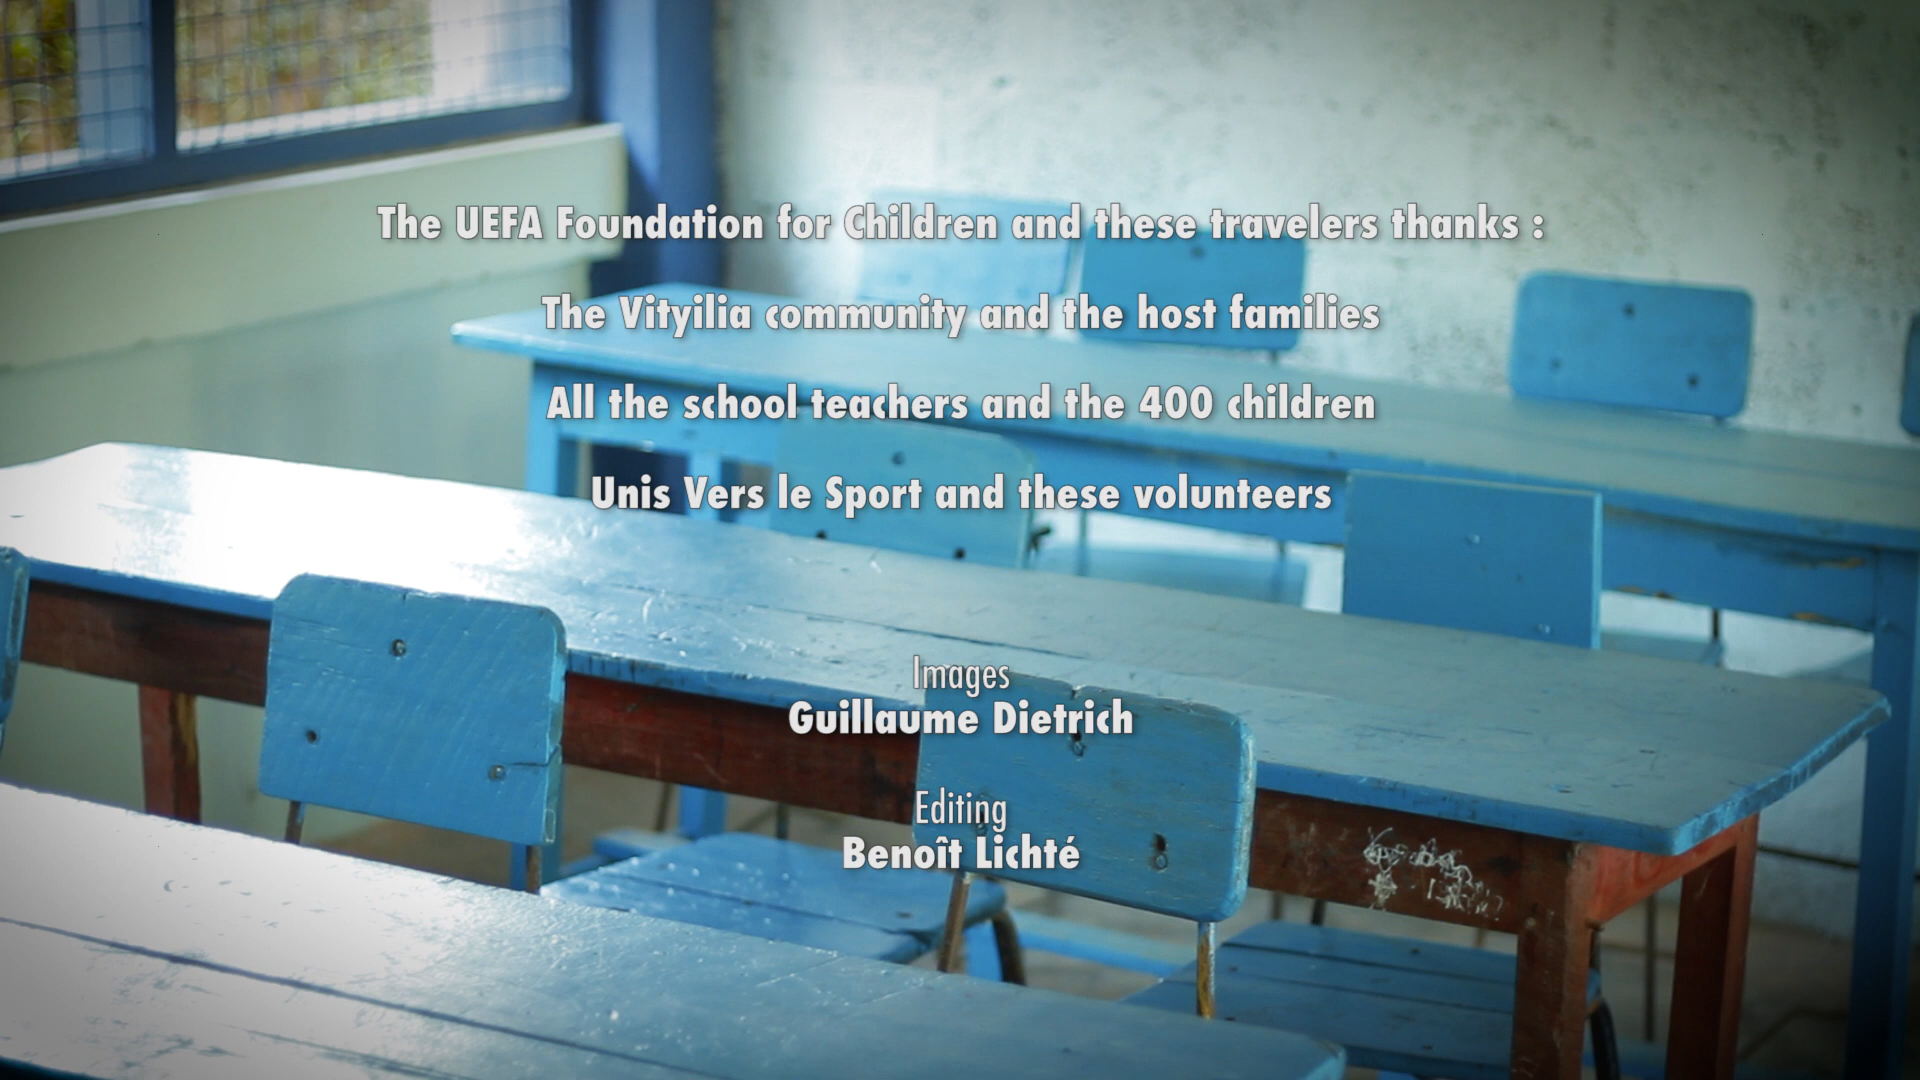 The UEFA Foundation for Children and these travelers thanks :
The Vityilia community and the host families
All the school teachers and the 400 children
Unis Vers le Sport and these volunteers
Images
Guillaume Dietrich
Editing
Benoît Lichté